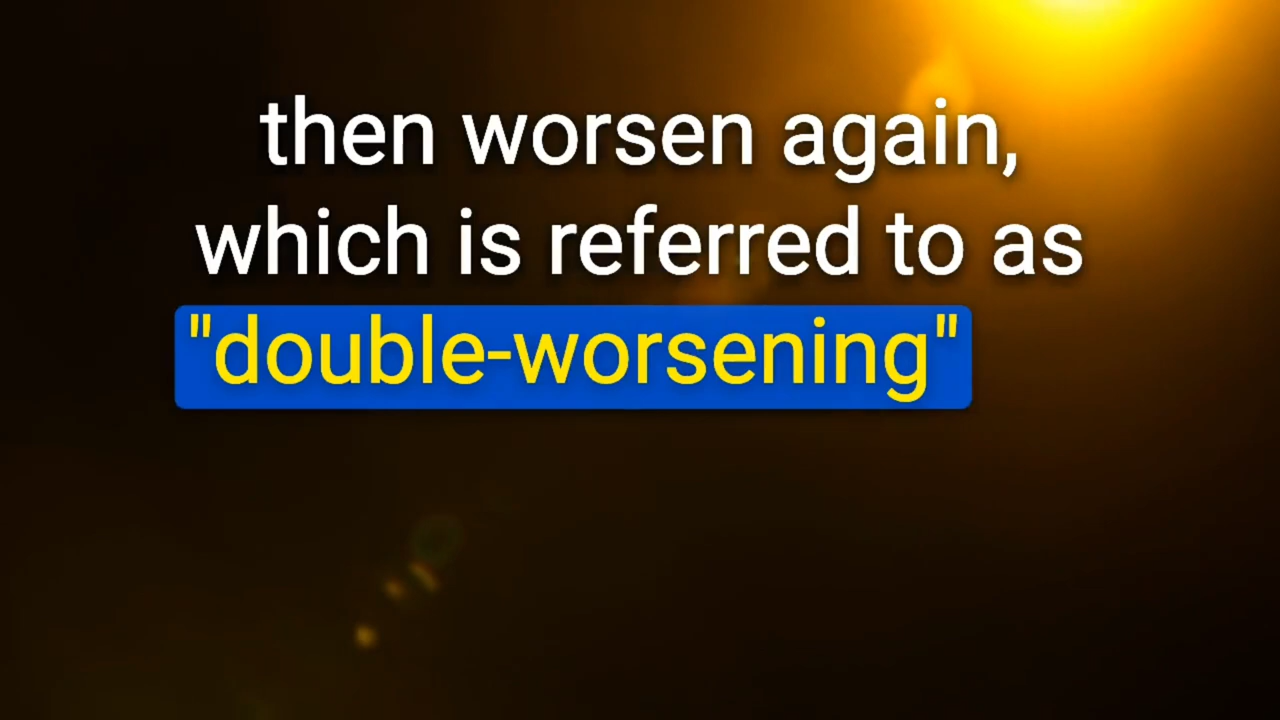 then worsen again,
which is referred to as
"double-worsening"